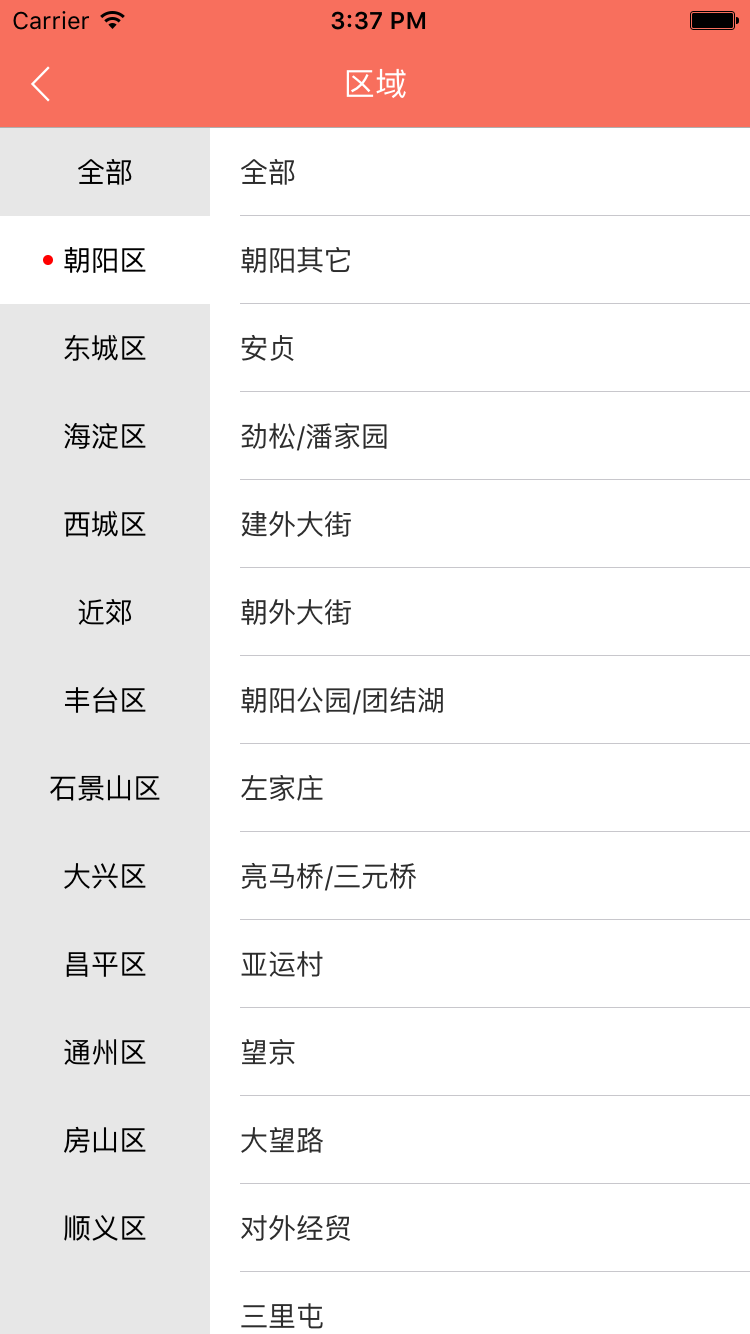 Carrier 3:37 PM
区域
全部
朝阳区
东城区
海淀区
西城区
近郊
丰台区
石景山区
大兴区
昌平区
通州区
房山区
顺义区
全部
朝阳其它
安贞
劲松/潘家园
建外大街
朝外大街
朝阳公园/团结湖
左家庄
亮马桥/三元桥
亚运村
望京
大望路
对外经贸
三里屯